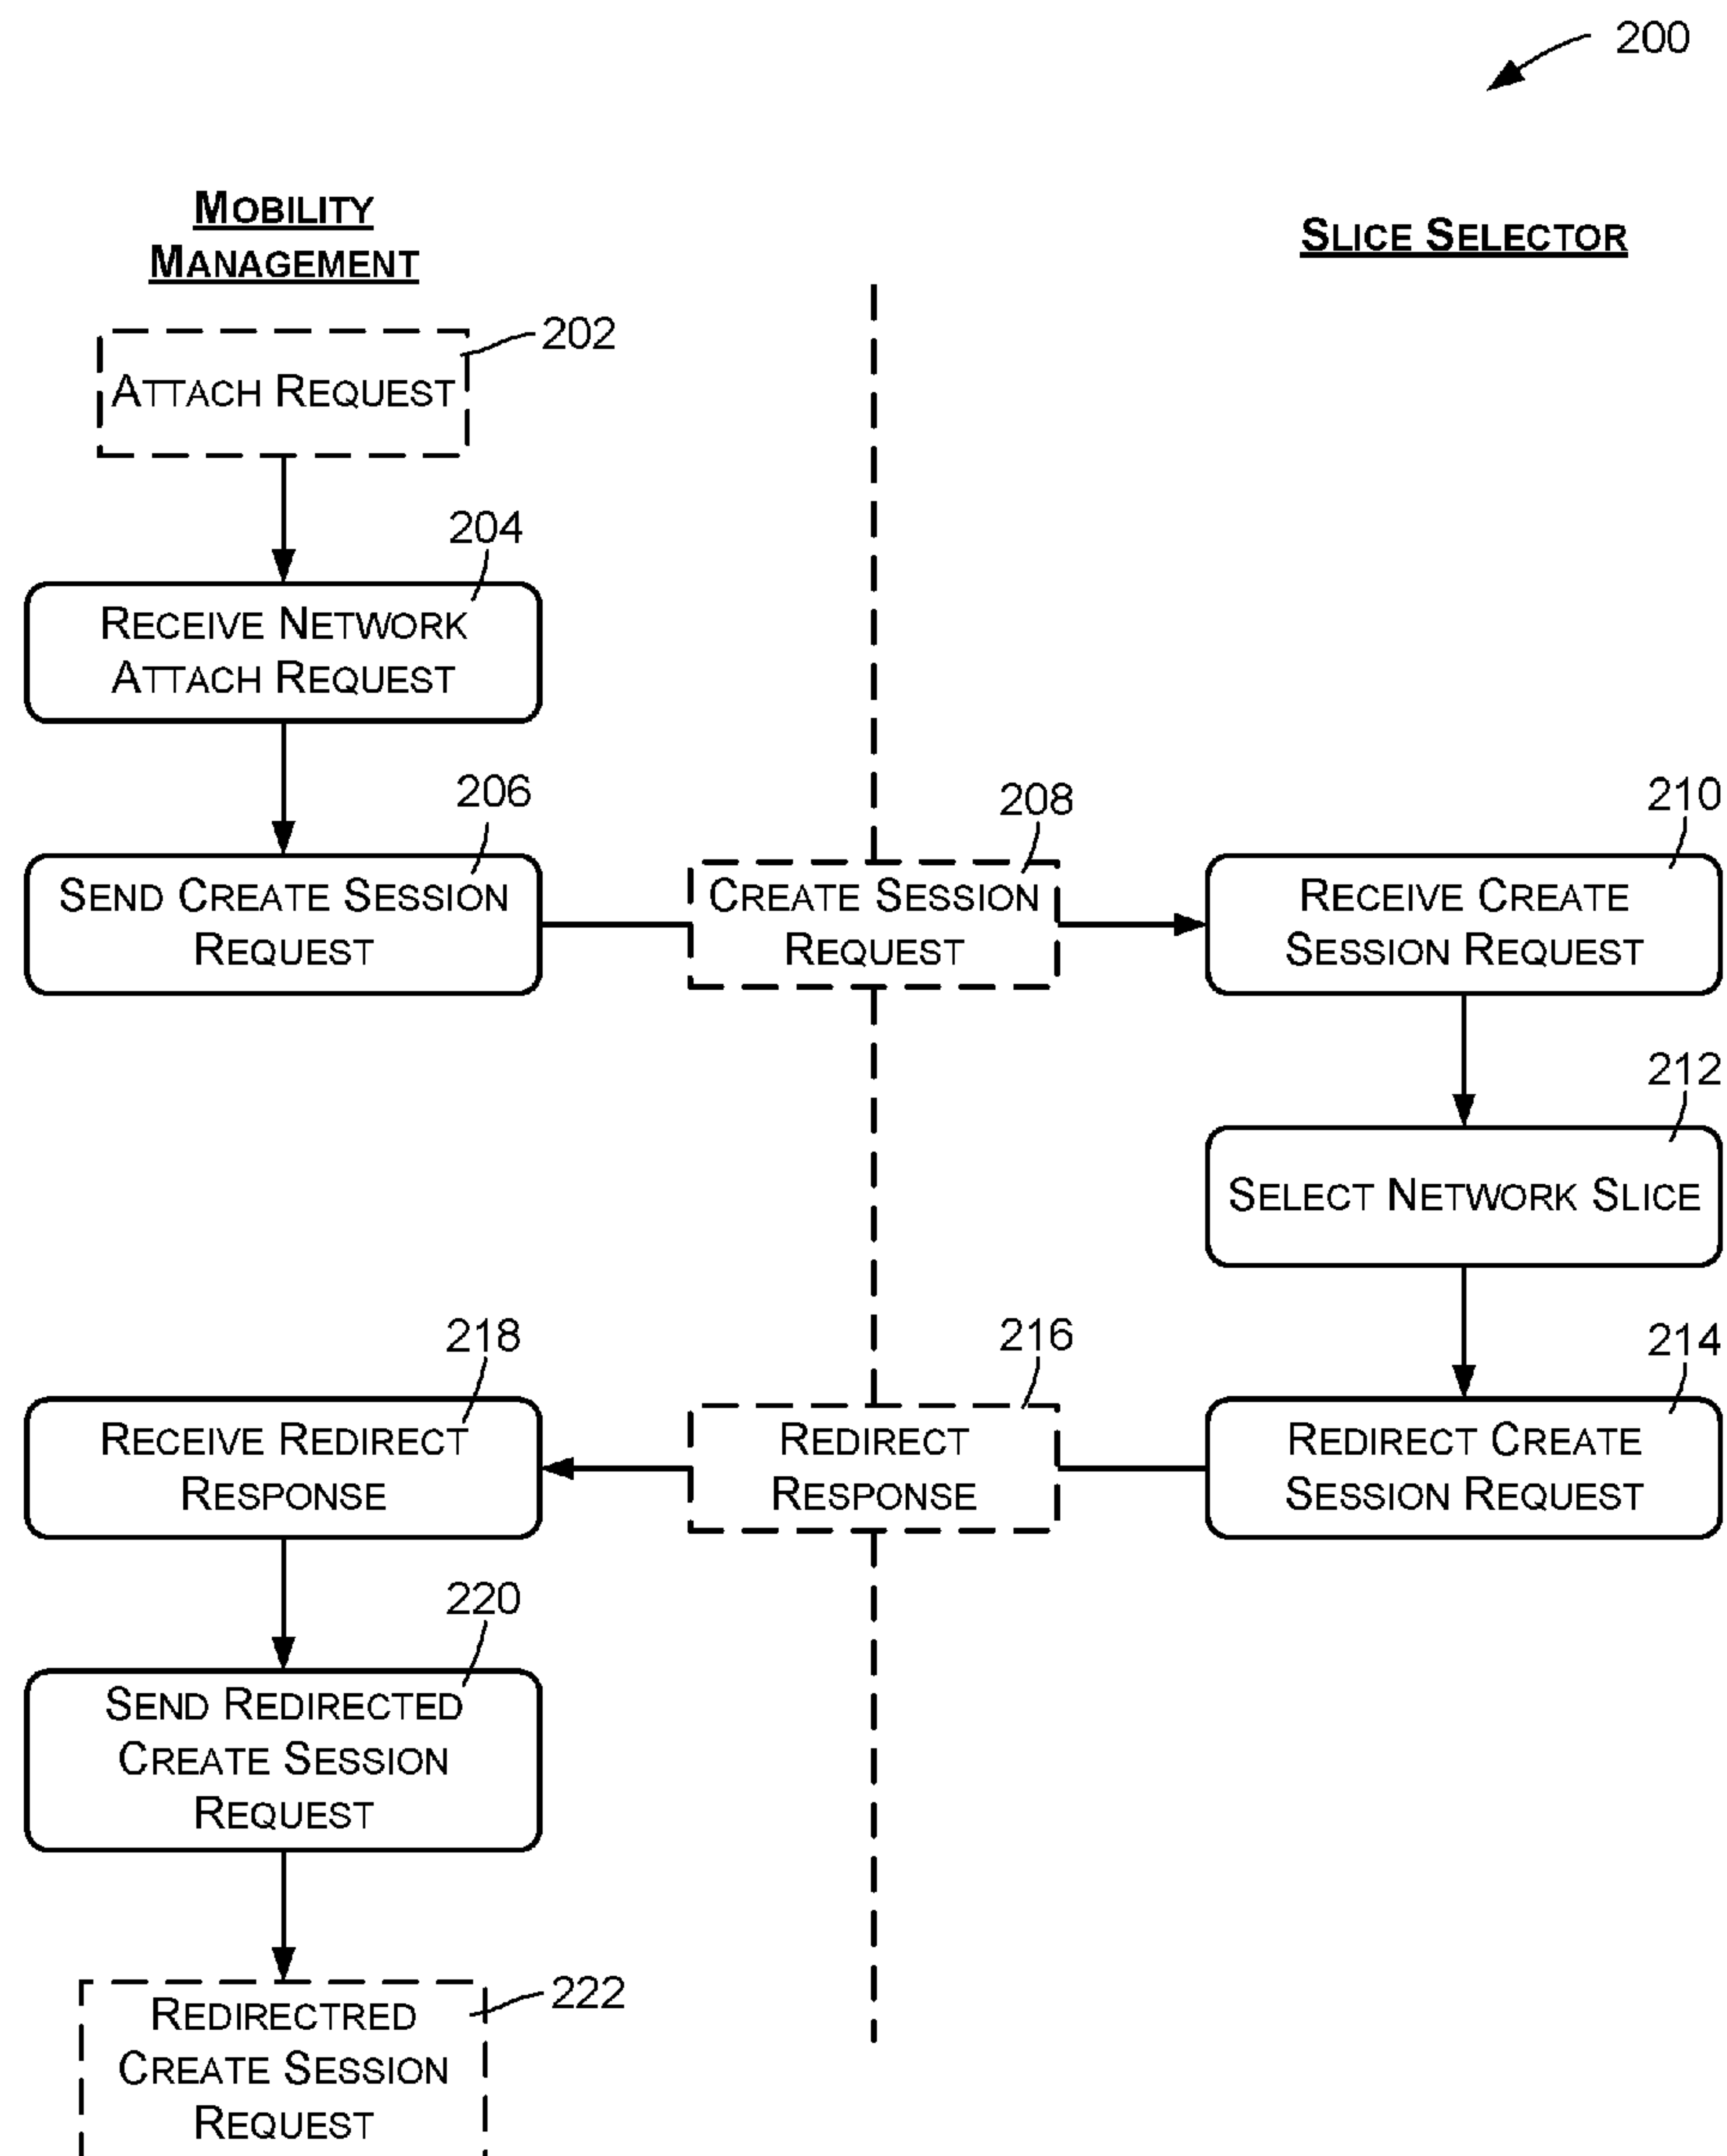 200
MOBILITY
MANAGEMENT
SLICE SELECTOR
202
ATTACH REQUEST
204
RECEIVE NETWORK
ATTACH REQUEST
206
SEND CREATE SESSION
REQUEST
208
CREATE SESSION
REQUEST
210
RECEIVE CREATE
SESSION REQUEST
212
SELECT NETWORK SLICE
214
REDIRECT CREATE
SESSION REQUEST
216
REDIRECT
RESPONSE
218
RECEIVE REDIRECT
RESPONSE
220
SEND REDIRECTED
CREATE SESSION
REQUEST
222
REDIRECTRED
CREATE SESSION
REQUEST